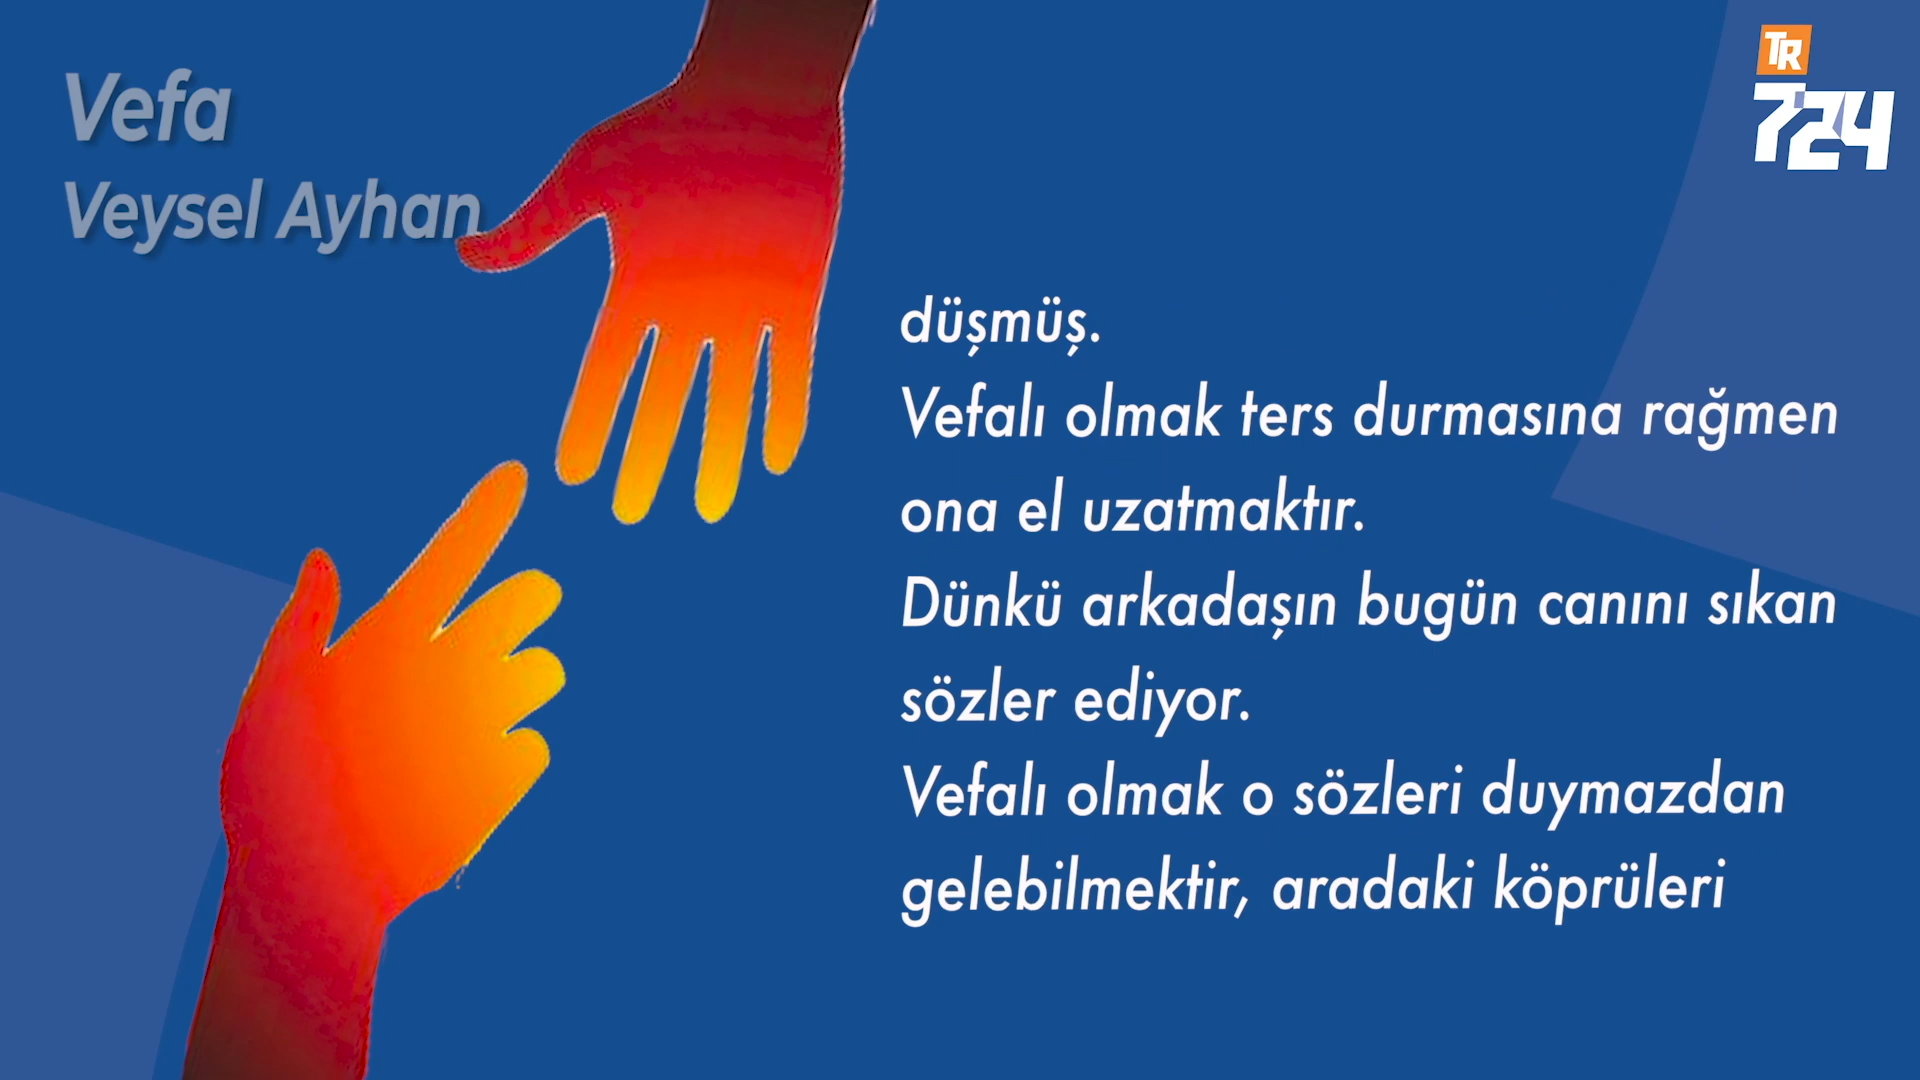 Vefa
Veysel Ayhan
TR
724
düşmüş.
Vefalı olmak ters durmasına rağmen
ona el uzatmaktır.
Dünkü arkadaşın bugün canını sıkan
sözler ediyor.
Vefalı olmak o sözleri duymazdan
gelebilmektir, aradaki köprüleri